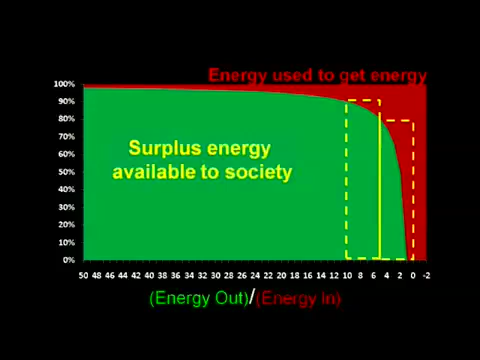 Energy used to get energy
100%
90%
80%
70%
60%
50%
40%
30%
20%
10%
0%
Surplus energy
available to society
50 48 46 44 42 40 38 36 34 32 30 28 26 24 22 20 18 16 14 12 10 8 6 4 2 0 -2
(Energy Out)/(Energy In)